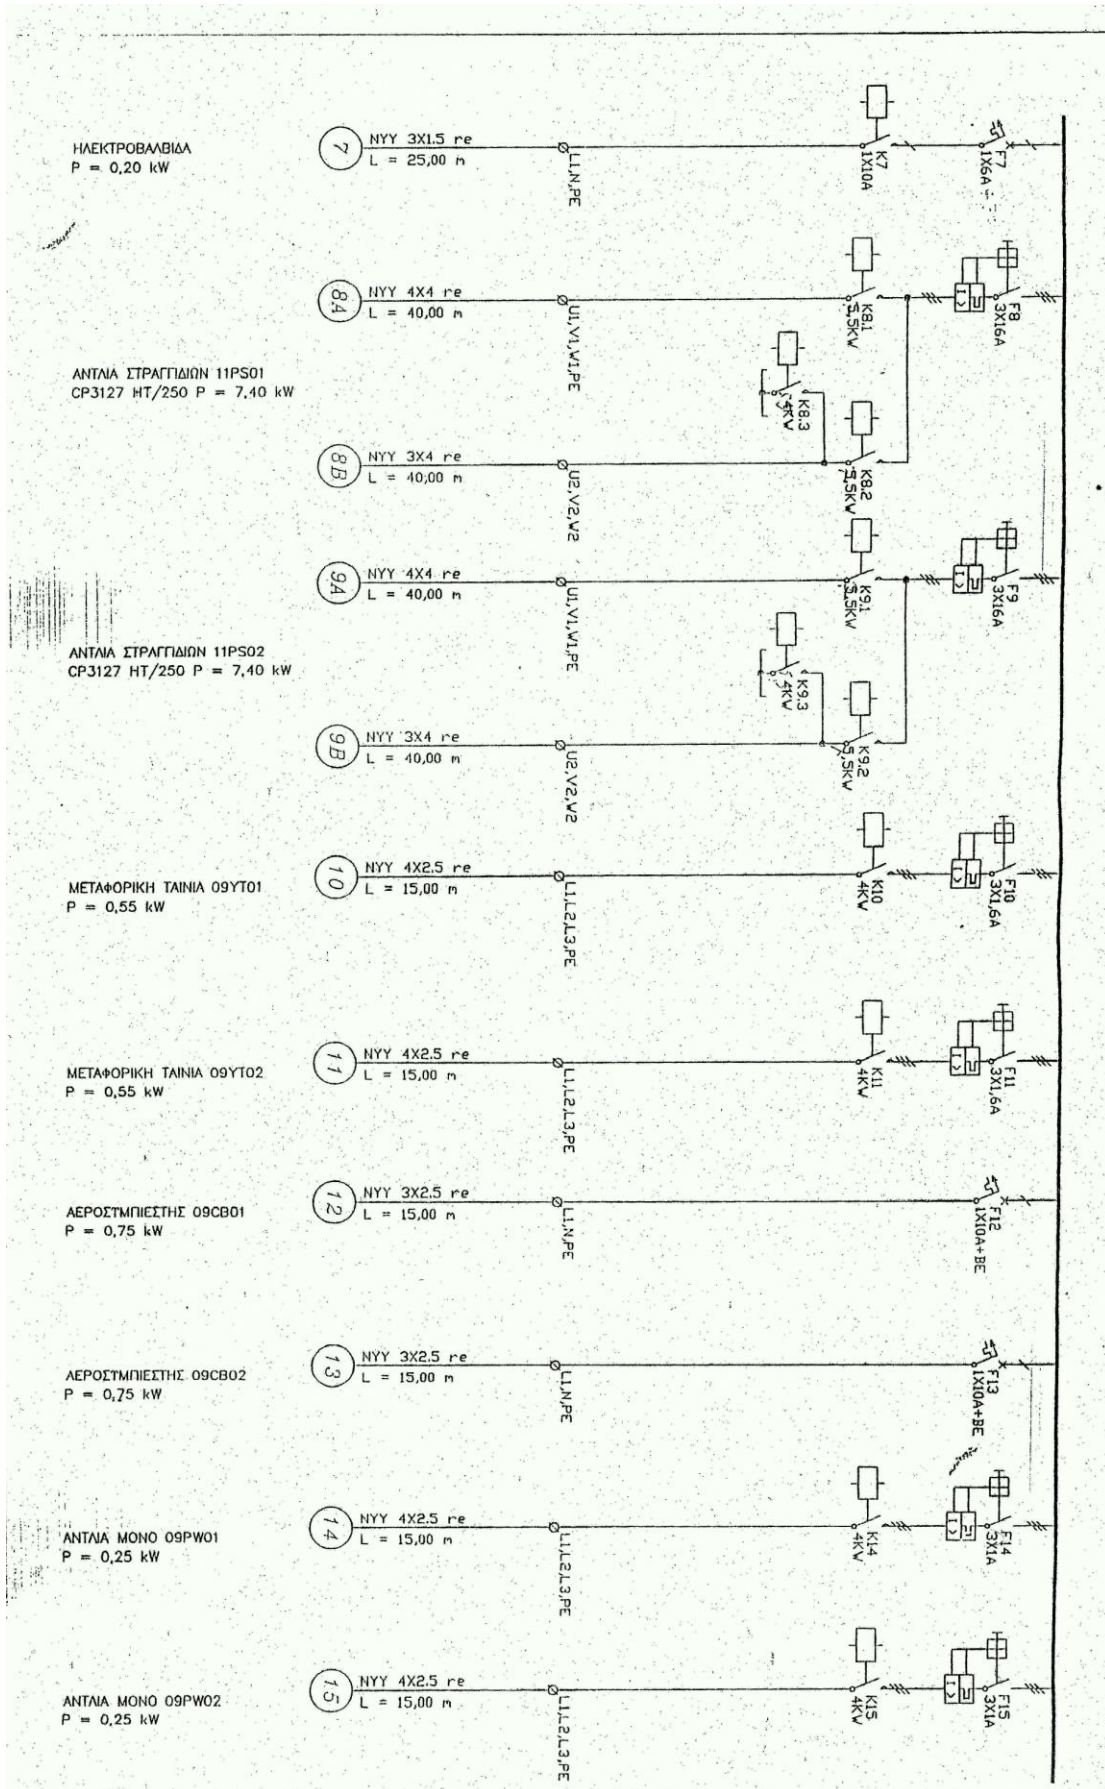 ΗΛΕΚΤΡΟΒΑΛΒΙΔΑ
P = 0,20 kW
7
NYY 3X1.5 re
L = 25,00 m
L1,N,PE
K7
1X10A
F7
1X6A
ΑΝΤΛΙΑ ΣΤΡΑΓΓΙΔΙΩΝ 11PS01
CP3127 HT/250 P = 7,40 kW
8A
NYY 4X4 re
L = 40,00 m
U1,V1,W1,PE
K8.1
5,5KW
F8
3X16A
I>
K8.3
4KW
8B
NYY 3X4 re
L = 40,00 m
U2,V2,W2
K8.2
5,5KW
ΑΝΤΛΙΑ ΣΤΡΑΓΓΙΔΙΩΝ 11PS02
CP3127 HT/250 P = 7,40 kW
9A
NYY 4X4 re
L = 40,00 m
U1,V1,W1,PE
K9.1
5,5KW
F9
3X16A
I>
K9.3
4KW
9B
NYY 3X4 re
L = 40,00 m
U2,V2,W2
K9.2
5,5KW
ΜΕΤΑΦΟΡΙΚΗ ΤΑΙΝΙΑ 09YT01
P = 0,55 kW
10
NYY 4X2.5 re
L = 15,00 m
L1,L2,L3,PE
K10
4KW
F10
3X1,6A
I>
ΜΕΤΑΦΟΡΙΚΗ ΤΑΙΝΙΑ 09YT02
P = 0,55 kW
11
NYY 4X2.5 re
L = 15,00 m
L1,L2,L3,PE
K11
4KW
F11
3X1,6A
I>
ΑΕΡΟΣΤΜΠΙΕΣΤΗΣ 09CB01
P = 0,75 kW
12
NYY 3X2.5 re
L = 15,00 m
L1,N,PE
F12
1X10A+BE
ΑΕΡΟΣΤΜΠΙΕΣΤΗΣ 09CB02
P = 0,75 kW
13
NYY 3X2.5 re
L = 15,00 m
L1,N,PE
F13
1X10A+BE
ΑΝΤΛΙΑ ΜΟΝΟ 09PW01
P = 0,25 kW
14
NYY 4X2.5 re
L = 15,00 m
L1,L2,L3,PE
K14
4KW
F14
3X1A
I>
ΑΝΤΛΙΑ ΜΟΝΟ 09PW02
P = 0,25 kW
15
NYY 4X2.5 re
L = 15,00 m
L1,L2,L3,PE
K15
4KW
F15
3X1A
I>